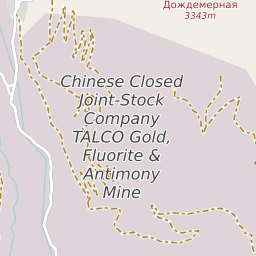 Дождемерная
3343m
Chinese Closed
Joint-Stock
Company
TALCO Gold,
Fluorite &
Antimony
Mine